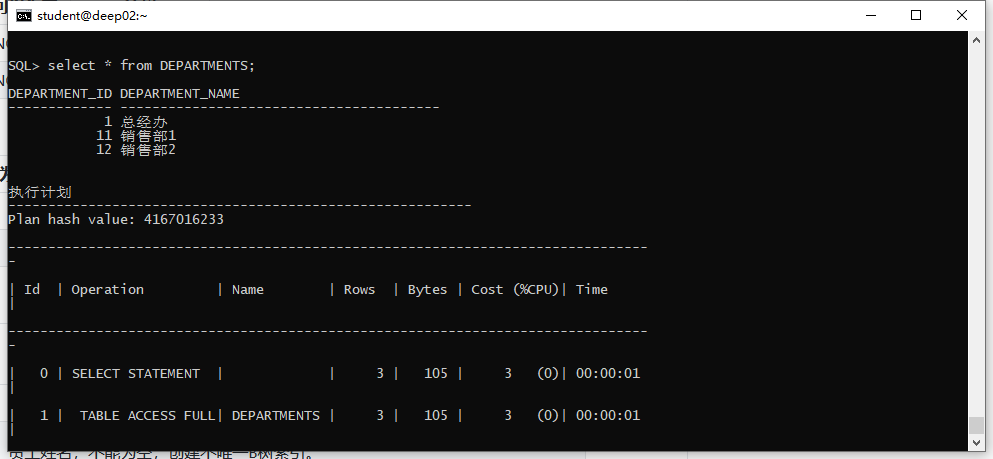 student@deep02:~
SQL> select * from DEPARTMENTS;
DEPARTMENT_ID DEPARTMENT_NAME
------------- ----------------------------------------
1 总经办
11 销售部1
12 销售部2
执行计划
----------------------------------------------------------
Plan hash value: 4167016233
--------------------------------------------------------------------------------
-
| Id  | Operation         | Name        | Rows  | Bytes | Cost (%CPU)| Time
|
--------------------------------------------------------------------------------
-
|   0 | SELECT STATEMENT  |             |     3 |   105 |     3   (0)| 00:00:01
|
|   1 |  TABLE ACCESS FULL| DEPARTMENTS |     3 |   105 |     3   (0)| 00:00:01
|
员工姓名，不能为空，创建不唯一B树索引。